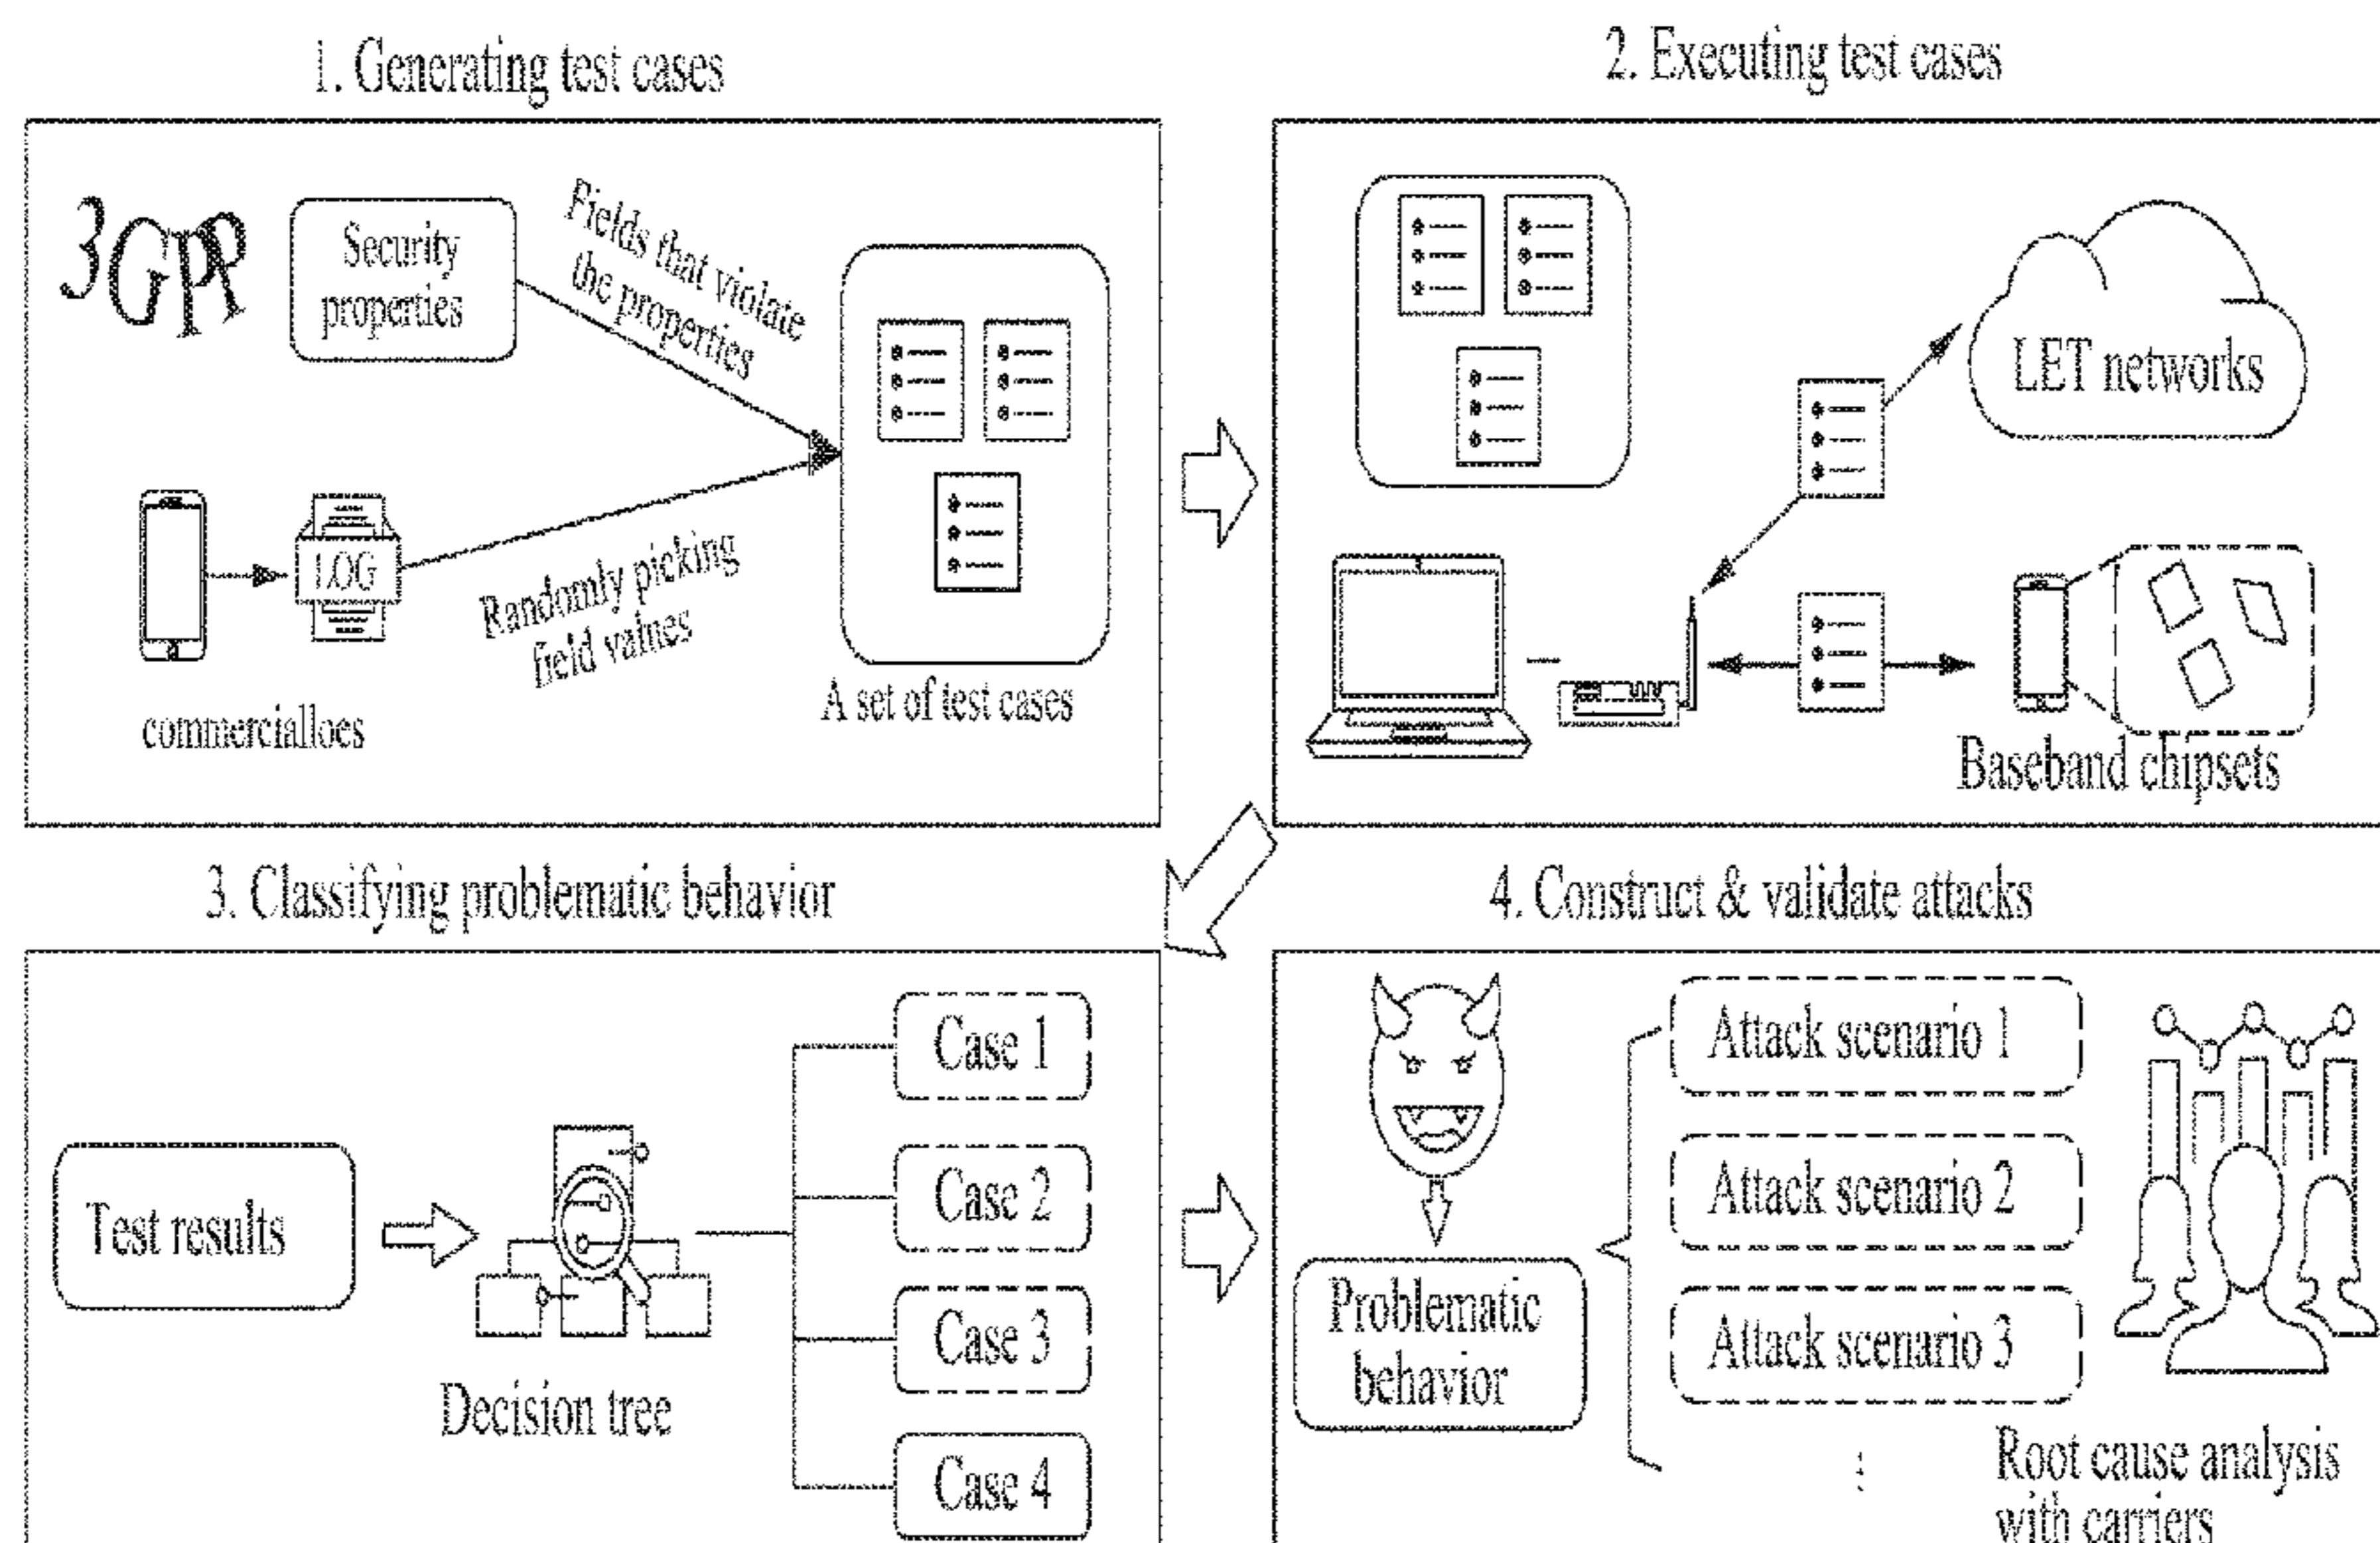 1. Generating test cases
3GPP
Security
properties
Fields that violate
the properties
LOG
Randomly picking
field values
commercialloes
A set of test cases
2. Executing test cases
LET networks
Baseband chipsets
3. Classifying problematic behavior
Test results
Decision tree
Case 1
Case 2
Case 3
Case 4
4. Construct & validate attacks
Problematic
behavior
Attack scenario 1
Attack scenario 2
Attack scenario 3
Root cause analysis
with carriers